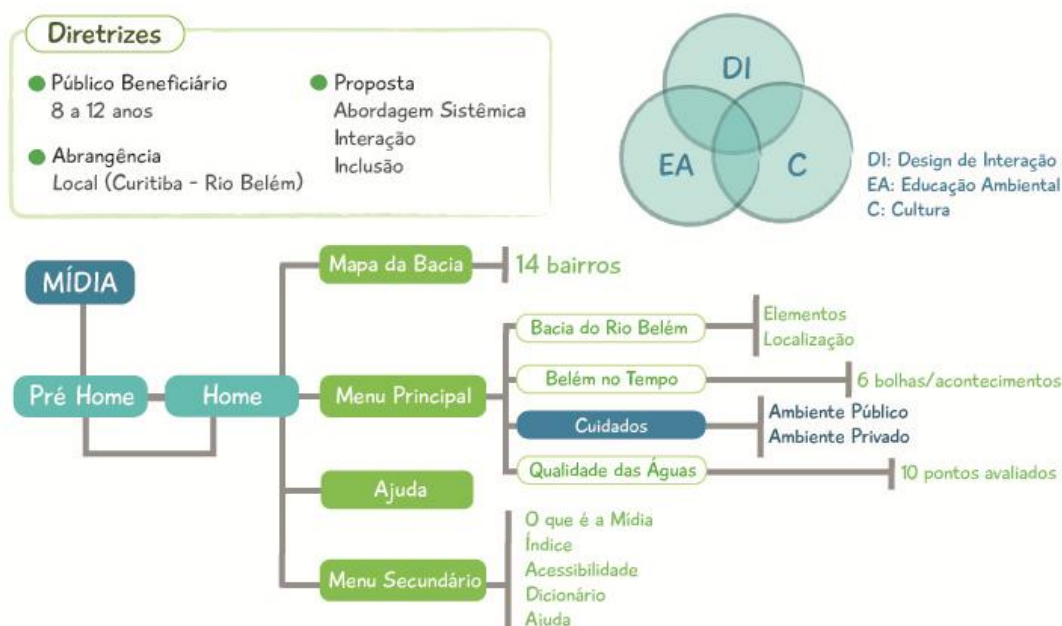 Diretrizes
Público Beneficiário
8 a 12 anos
Abrangência
Local (Curitiba - Rio Belém)
Proposta
Abordagem Sistêmica
Interação
Inclusão
DI
EA
C
DI: Design de Interação
EA: Educação Ambiental
C: Cultura
MÍDIA
Pré Home
Home
Mapa da Bacia
14 bairros
Menu Principal
Bacia do Rio Belém
Elementos
Localização
Belém no Tempo
6 bolhas/acontecimentos
Cuidados
Ambiente Público
Ambiente Privado
Qualidade das Águas
10 pontos avaliados
Ajuda
Menu Secundário
O que é a Mídia
Índice
Acessibilidade
Dicionário
Ajuda